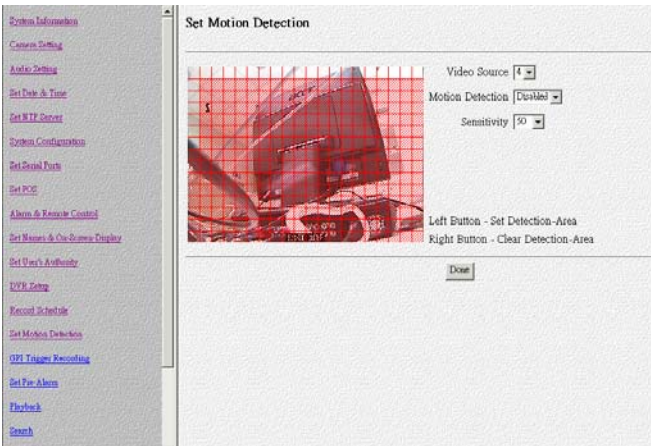 System Information
Camera Setting
Audio Setting
Set Date & Time
Set NTP Server
System Configuration
Set Serial Ports
Set POS
Alarm & Remote Control
Set Names & On-Screen-Display
Set User's Authority
DVR Setup
Record Schedule
Set Motion Detection
GPI Trigger Recording
Set Pre-Alarm
Playback
Search
Set Motion Detection
Video Source 4
Motion Detection Disabled
Sensitivity 50
Left Button - Set Detection-Area
Right Button - Clear Detection-Area
Done